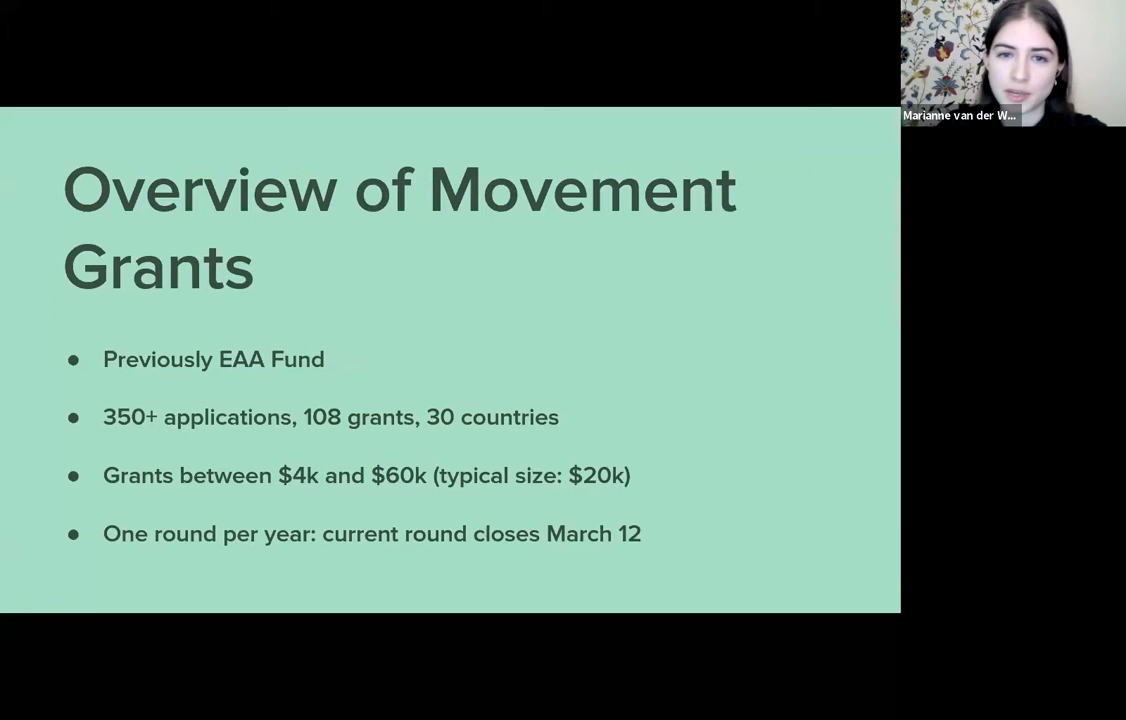 Overview of Movement
Grants
● Previously EAA Fund
● 350+ applications, 108 grants, 30 countries
● Grants between $4k and $60k (typical size: $20k)
● One round per year: current round closes March 12
Marianne van der W...